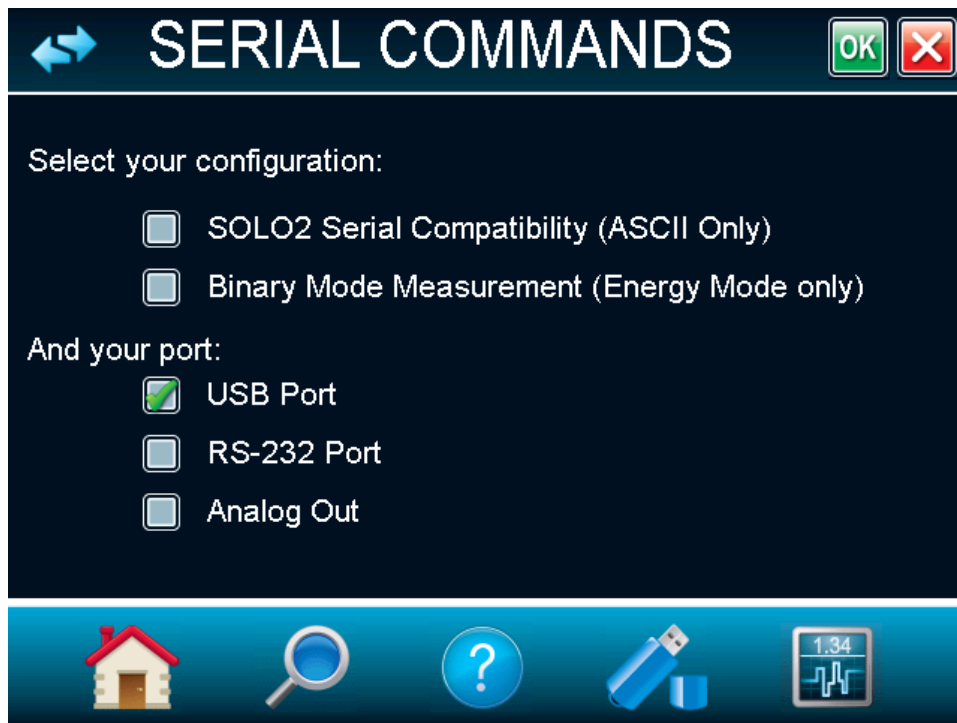 SERIAL COMMANDS
OK
Select your configuration:
SOLO2 Serial Compatibility (ASCII Only)
Binary Mode Measurement (Energy Mode only)
And your port:
USB Port
RS-232 Port
Analog Out
?
1.34